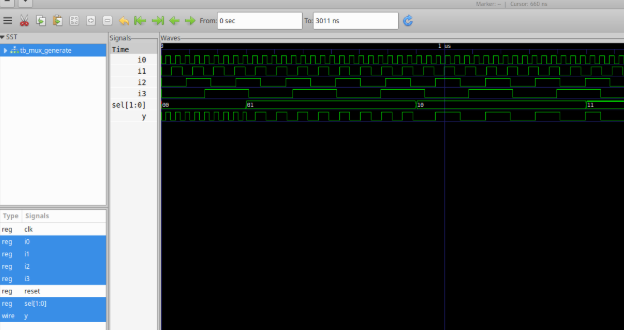 Marker: -- | Cursor: 880 ns
From: 0 sec To: 3011 ns
SST
tb_mux_generate
Type Signals
reg clk
reg i0
reg i1
reg i2
reg i3
reg reset
reg sel[1:0]
wire y
Signals
Time
i0
i1
i2
i3
sel[1:0]
y
Waves
0 1 us
00 01 10 11